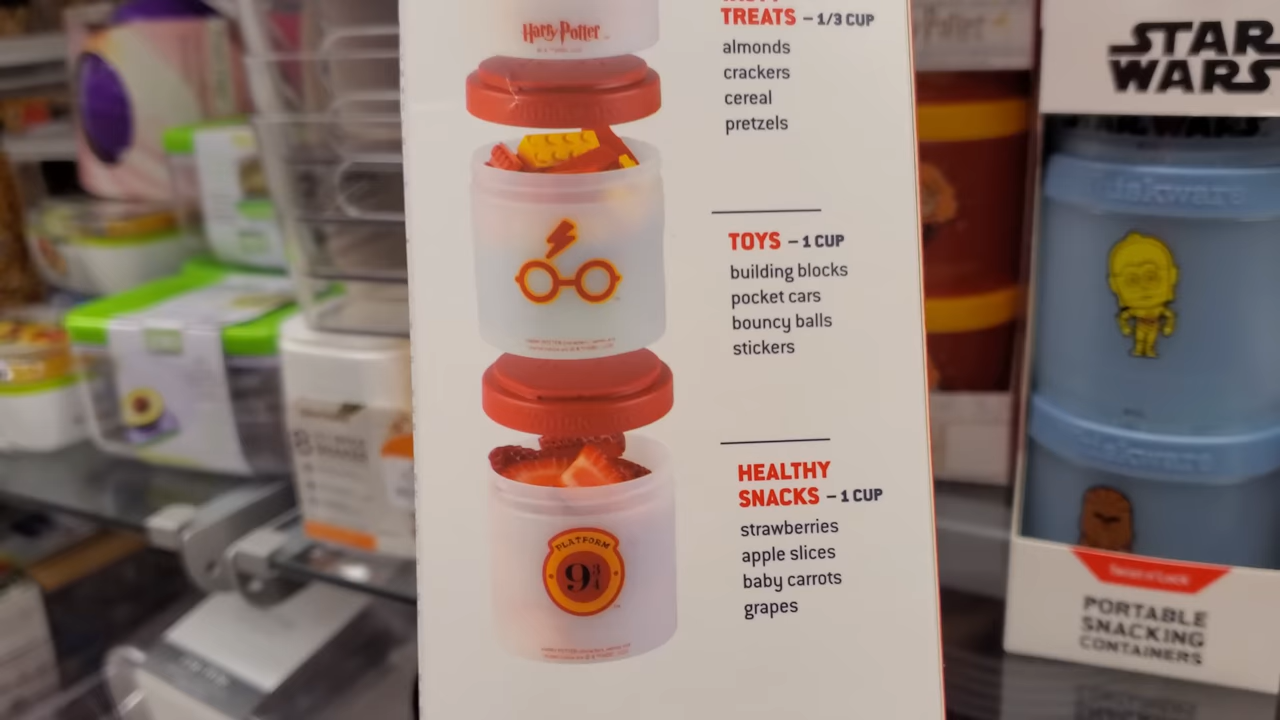 Harry Potter
TREATS – 1/3 CUP
almonds
crackers
cereal
pretzels
TOYS – 1 CUP
building blocks
pocket cars
bouncy balls
stickers
HEALTHY
SNACKS – 1 CUP
strawberries
apple slices
baby carrots
grapes
PLATFORM
9¾
STAR
WARS
PORTABLE
SNACKING
CONTAINERS